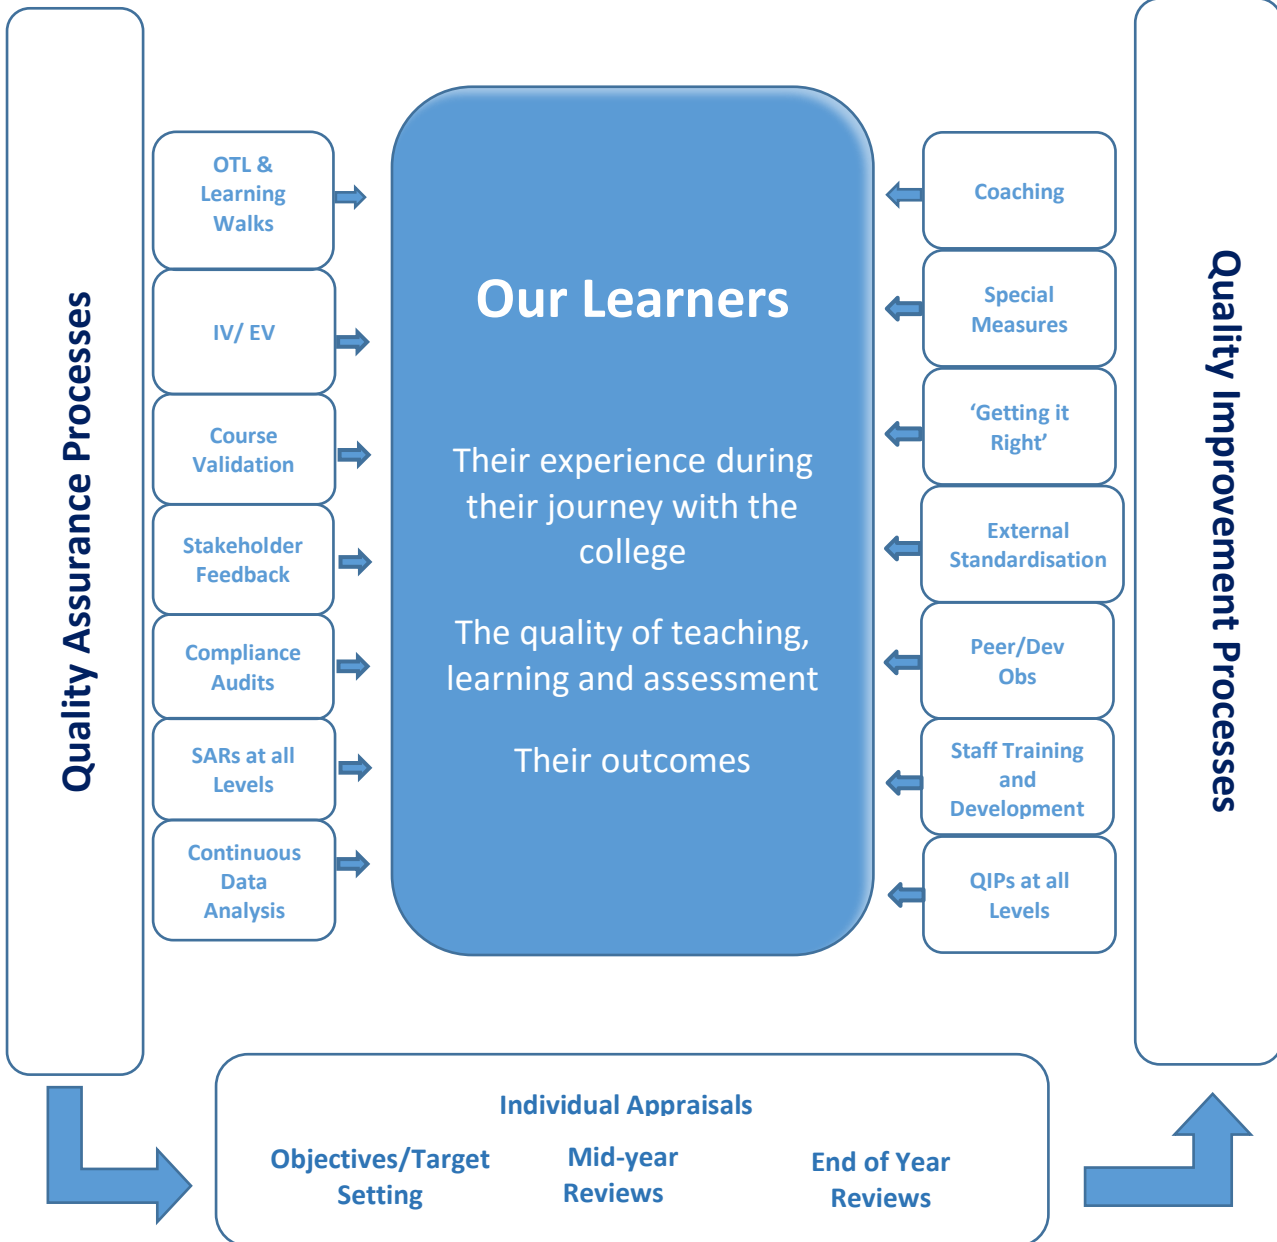 Quality Assurance Processes
OTL &
Learning
Walks
IV/ EV
Course
Validation
Stakeholder
Feedback
Compliance
Audits
SARs at all
Levels
Continuous
Data
Analysis
Our Learners
Their experience during
their journey with the
college
The quality of teaching,
learning and assessment
Their outcomes
Coaching
Special
Measures
‘Getting it
Right’
External
Standardisation
Peer/Dev
Obs
Staff Training
and
Development
QIPs at all
Levels
Quality Improvement Processes
Individual Appraisals
Objectives/Target
Setting
Mid-year
Reviews
End of Year
Reviews